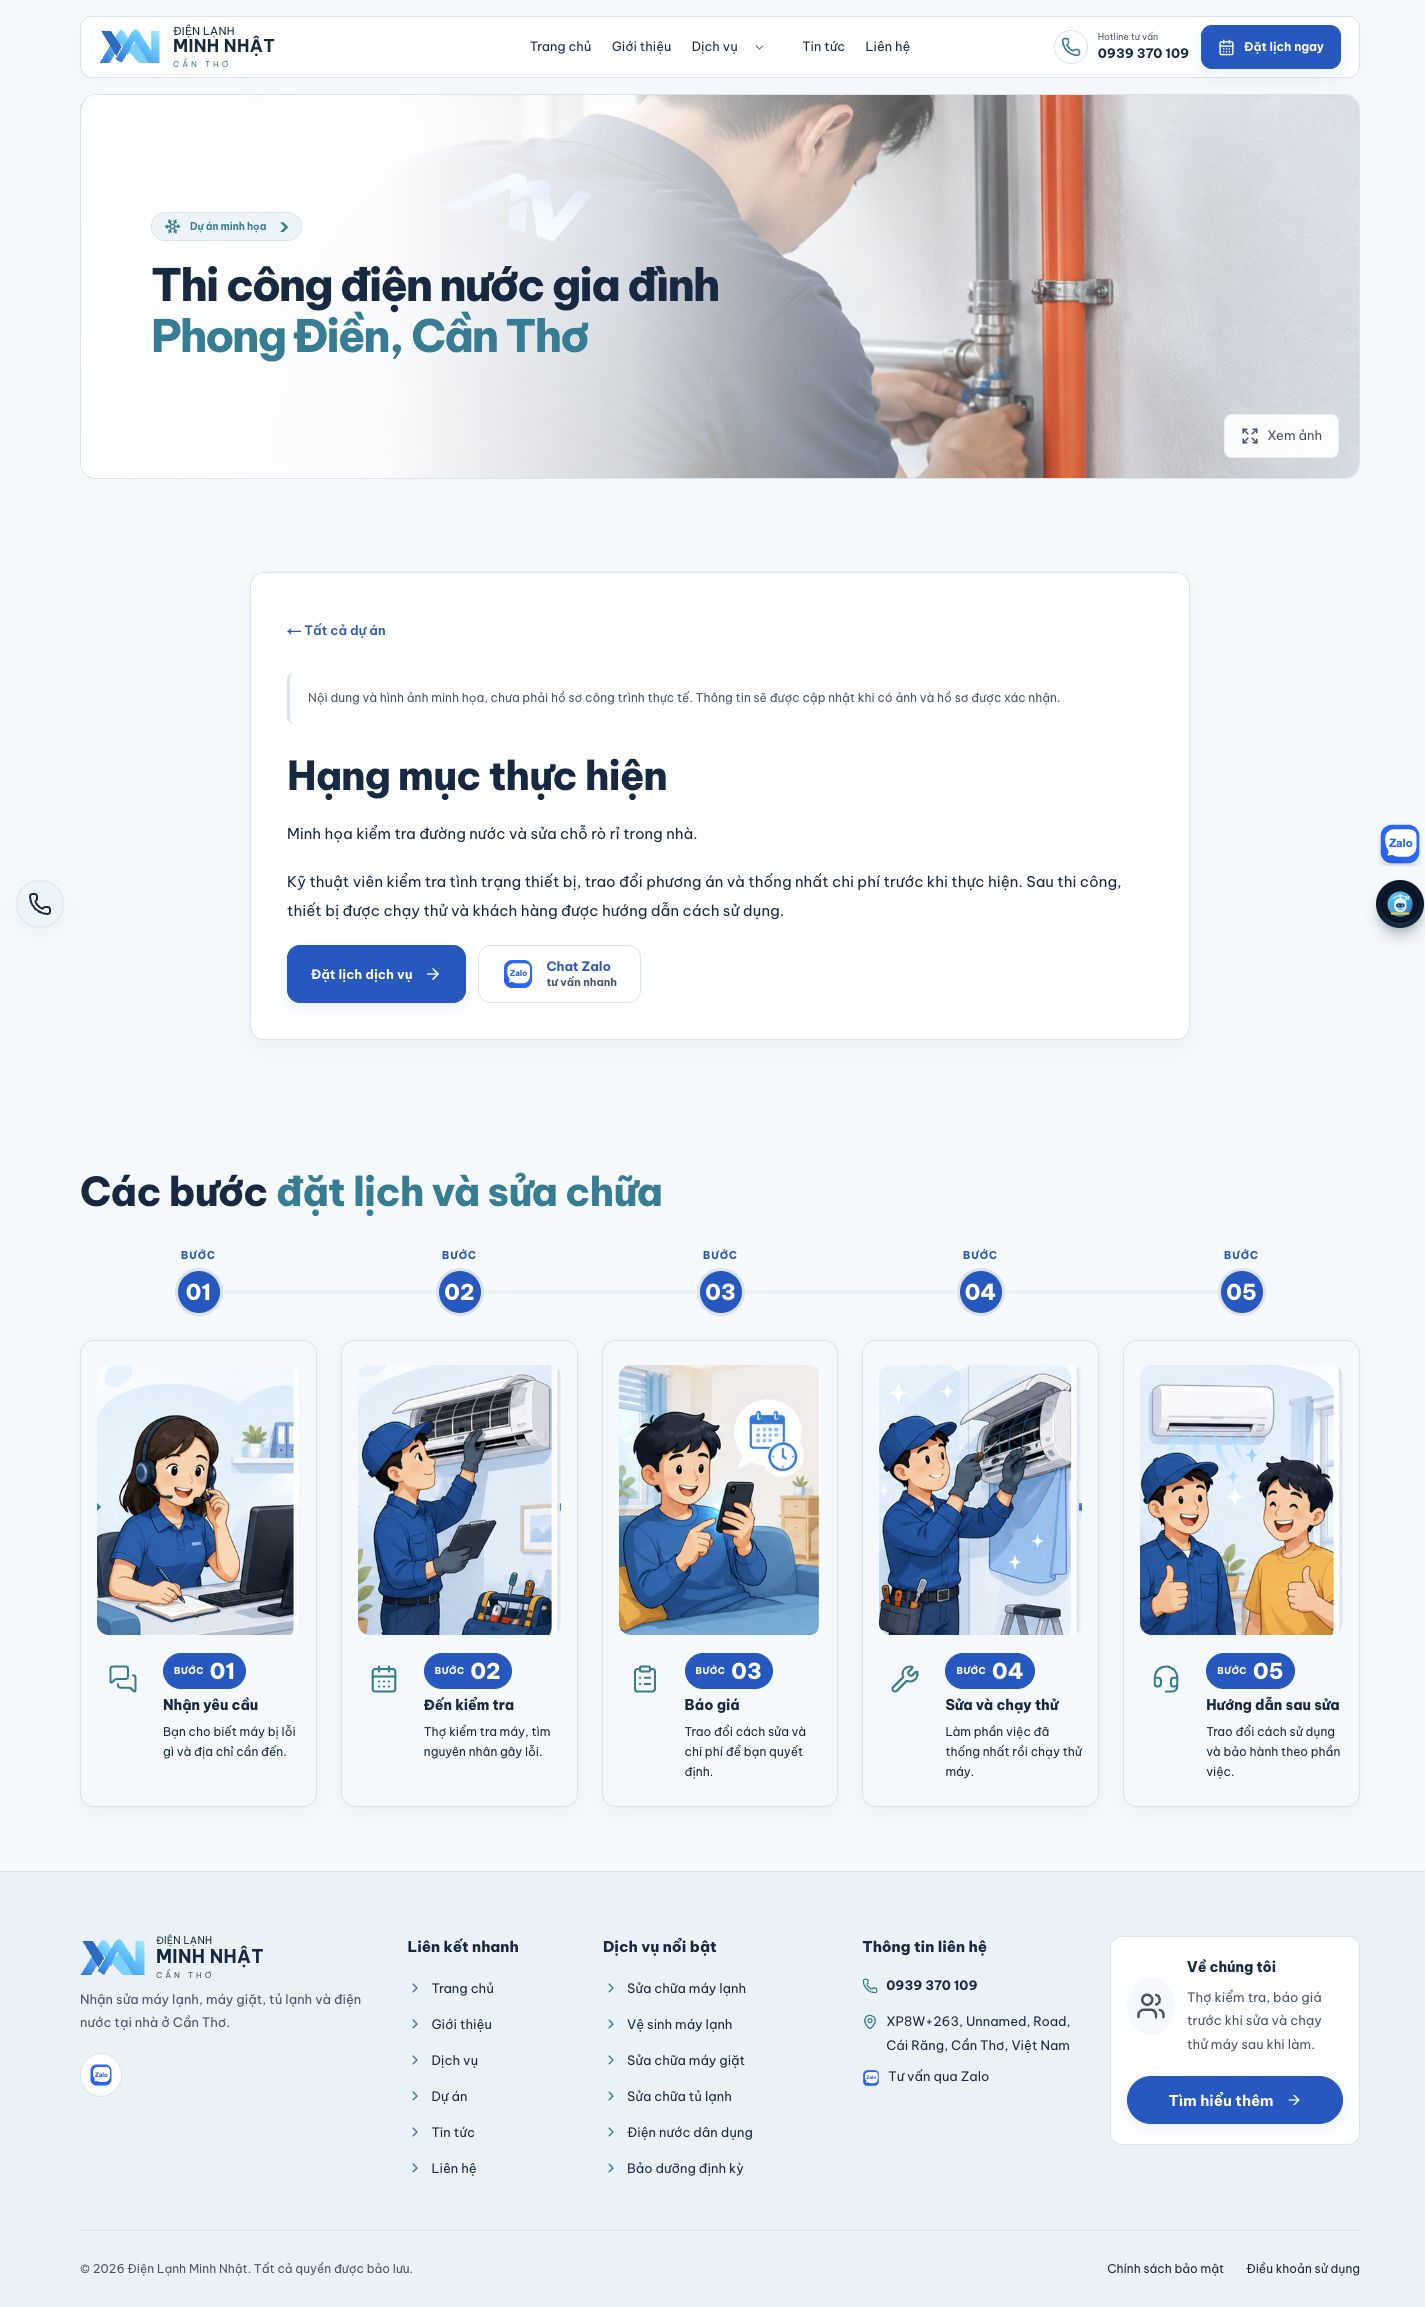 ĐIỆN LẠNH
MINH NHẬT
CẦN THƠ
Trang chủ
Giới thiệu
Dịch vụ
Tin tức
Liên hệ
Hotline tư vấn
0939 370 109
Đặt lịch ngay
Dự án minh họa
Thi công điện nước gia đình
Phong Điền, Cần Thơ
Xem ảnh
← Tất cả dự án
Nội dung và hình ảnh minh họa, chưa phải hồ sơ công trình thực tế. Thông tin sẽ được cập nhật khi có ảnh và hồ sơ được xác nhận.
Hạng mục thực hiện
Minh họa kiểm tra đường nước và sửa chỗ rò rỉ trong nhà.
Kỹ thuật viên kiểm tra tình trạng thiết bị, trao đổi phương án và thống nhất chi phí trước khi thực hiện. Sau thi công,
thiết bị được chạy thử và khách hàng được hướng dẫn cách sử dụng.
Đặt lịch dịch vụ
Zalo
Chat Zalo
tư vấn nhanh
Zalo
Các bước đặt lịch và sửa chữa
BƯỚC
01
BƯỚC
02
BƯỚC
03
BƯỚC
04
BƯỚC
05
BƯỚC 01
Nhận yêu cầu
Bạn cho biết máy bị lỗi
gì và địa chỉ cần đến.
BƯỚC 02
Đến kiểm tra
Thợ kiểm tra máy, tìm
nguyên nhân gây lỗi.
BƯỚC 03
Báo giá
Trao đổi cách sửa và
chi phí để bạn quyết
định.
BƯỚC 04
Sửa và chạy thử
Làm phần việc đã
thống nhất rồi chạy thử
máy.
BƯỚC 05
Hướng dẫn sau sửa
Trao đổi cách sử dụng
và bảo hành theo phần
việc.
ĐIỆN LẠNH
MINH NHẬT
CẦN THƠ
Nhận sửa máy lạnh, máy giặt, tủ lạnh và điện
nước tại nhà ở Cần Thơ.
Zalo
Liên kết nhanh
Trang chủ
Giới thiệu
Dịch vụ
Dự án
Tin tức
Liên hệ
Dịch vụ nổi bật
Sửa chữa máy lạnh
Vệ sinh máy lạnh
Sửa chữa máy giặt
Sửa chữa tủ lạnh
Điện nước dân dụng
Bảo dưỡng định kỳ
Thông tin liên hệ
0939 370 109
XP8W+263, Unnamed, Road,
Cái Răng, Cần Thơ, Việt Nam
Zalo
Tư vấn qua Zalo
Về chúng tôi
Thợ kiểm tra, báo giá
trước khi sửa và chạy
thử máy sau khi làm.
Tìm hiểu thêm
© 2026 Điện Lạnh Minh Nhật. Tất cả quyền được bảo lưu.
Chính sách bảo mật
Điều khoản sử dụng